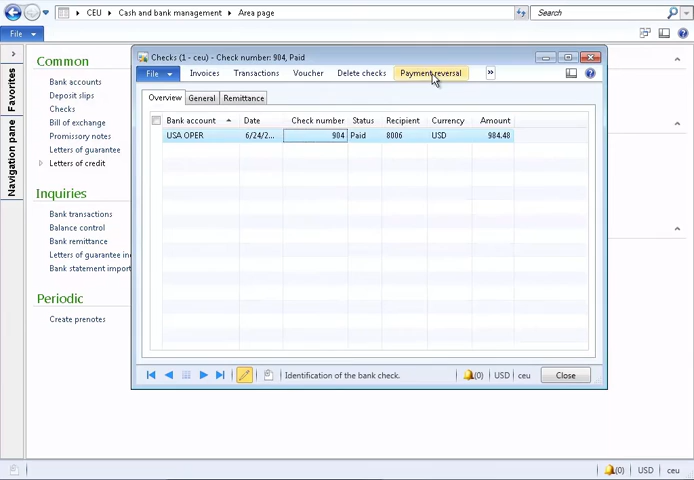 CEU ▸ Cash and bank management ▸ Area page
Search
File
Favorites
Navigation pane
Common
Bank accounts
Deposit slips
Checks
Bill of exchange
Promissory notes
Letters of guarantee
Letters of credit
Inquiries
Bank transactions
Balance control
Bank remittance
Letters of guarantee in
Bank statement import
Periodic
Create prenotes
Checks (1 - ceu) - Check number: 904, Paid
File Invoices Transactions Voucher Delete checks Payment reversal »
Overview General Remittance
Bank account Date Check number Status Recipient Currency Amount
USA OPER 6/24/2... 904 Paid 8006 USD 984.48
Identification of the bank check. (0) USD ceu Close
(0) USD ceu